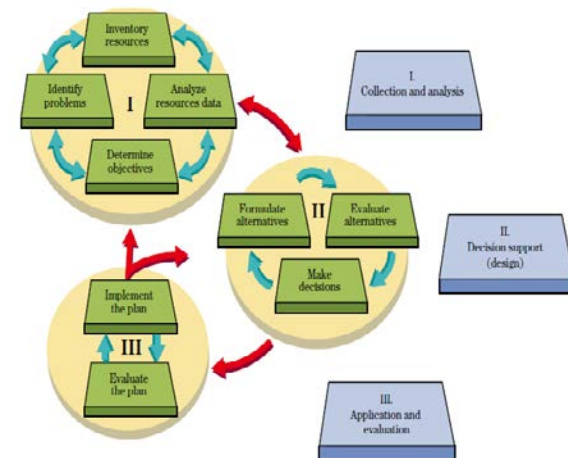 Inventory
resources
Identify
problems
I
Analyze
resources data
Determine
objectives
I.
Collection and analysis
Formulate
alternatives
II
Evaluate
alternatives
Make
decisions
II.
Decision support
(design)
Implement
the plan
III
Evaluate
the plan
III.
Application and
evaluation